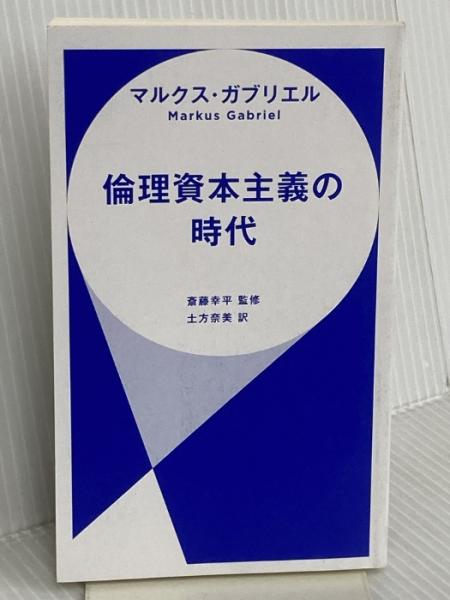 マルクス・ガブリエル
Markus Gabriel
倫理資本主義の
時代
斎藤幸平 監修
土方奈美 訳